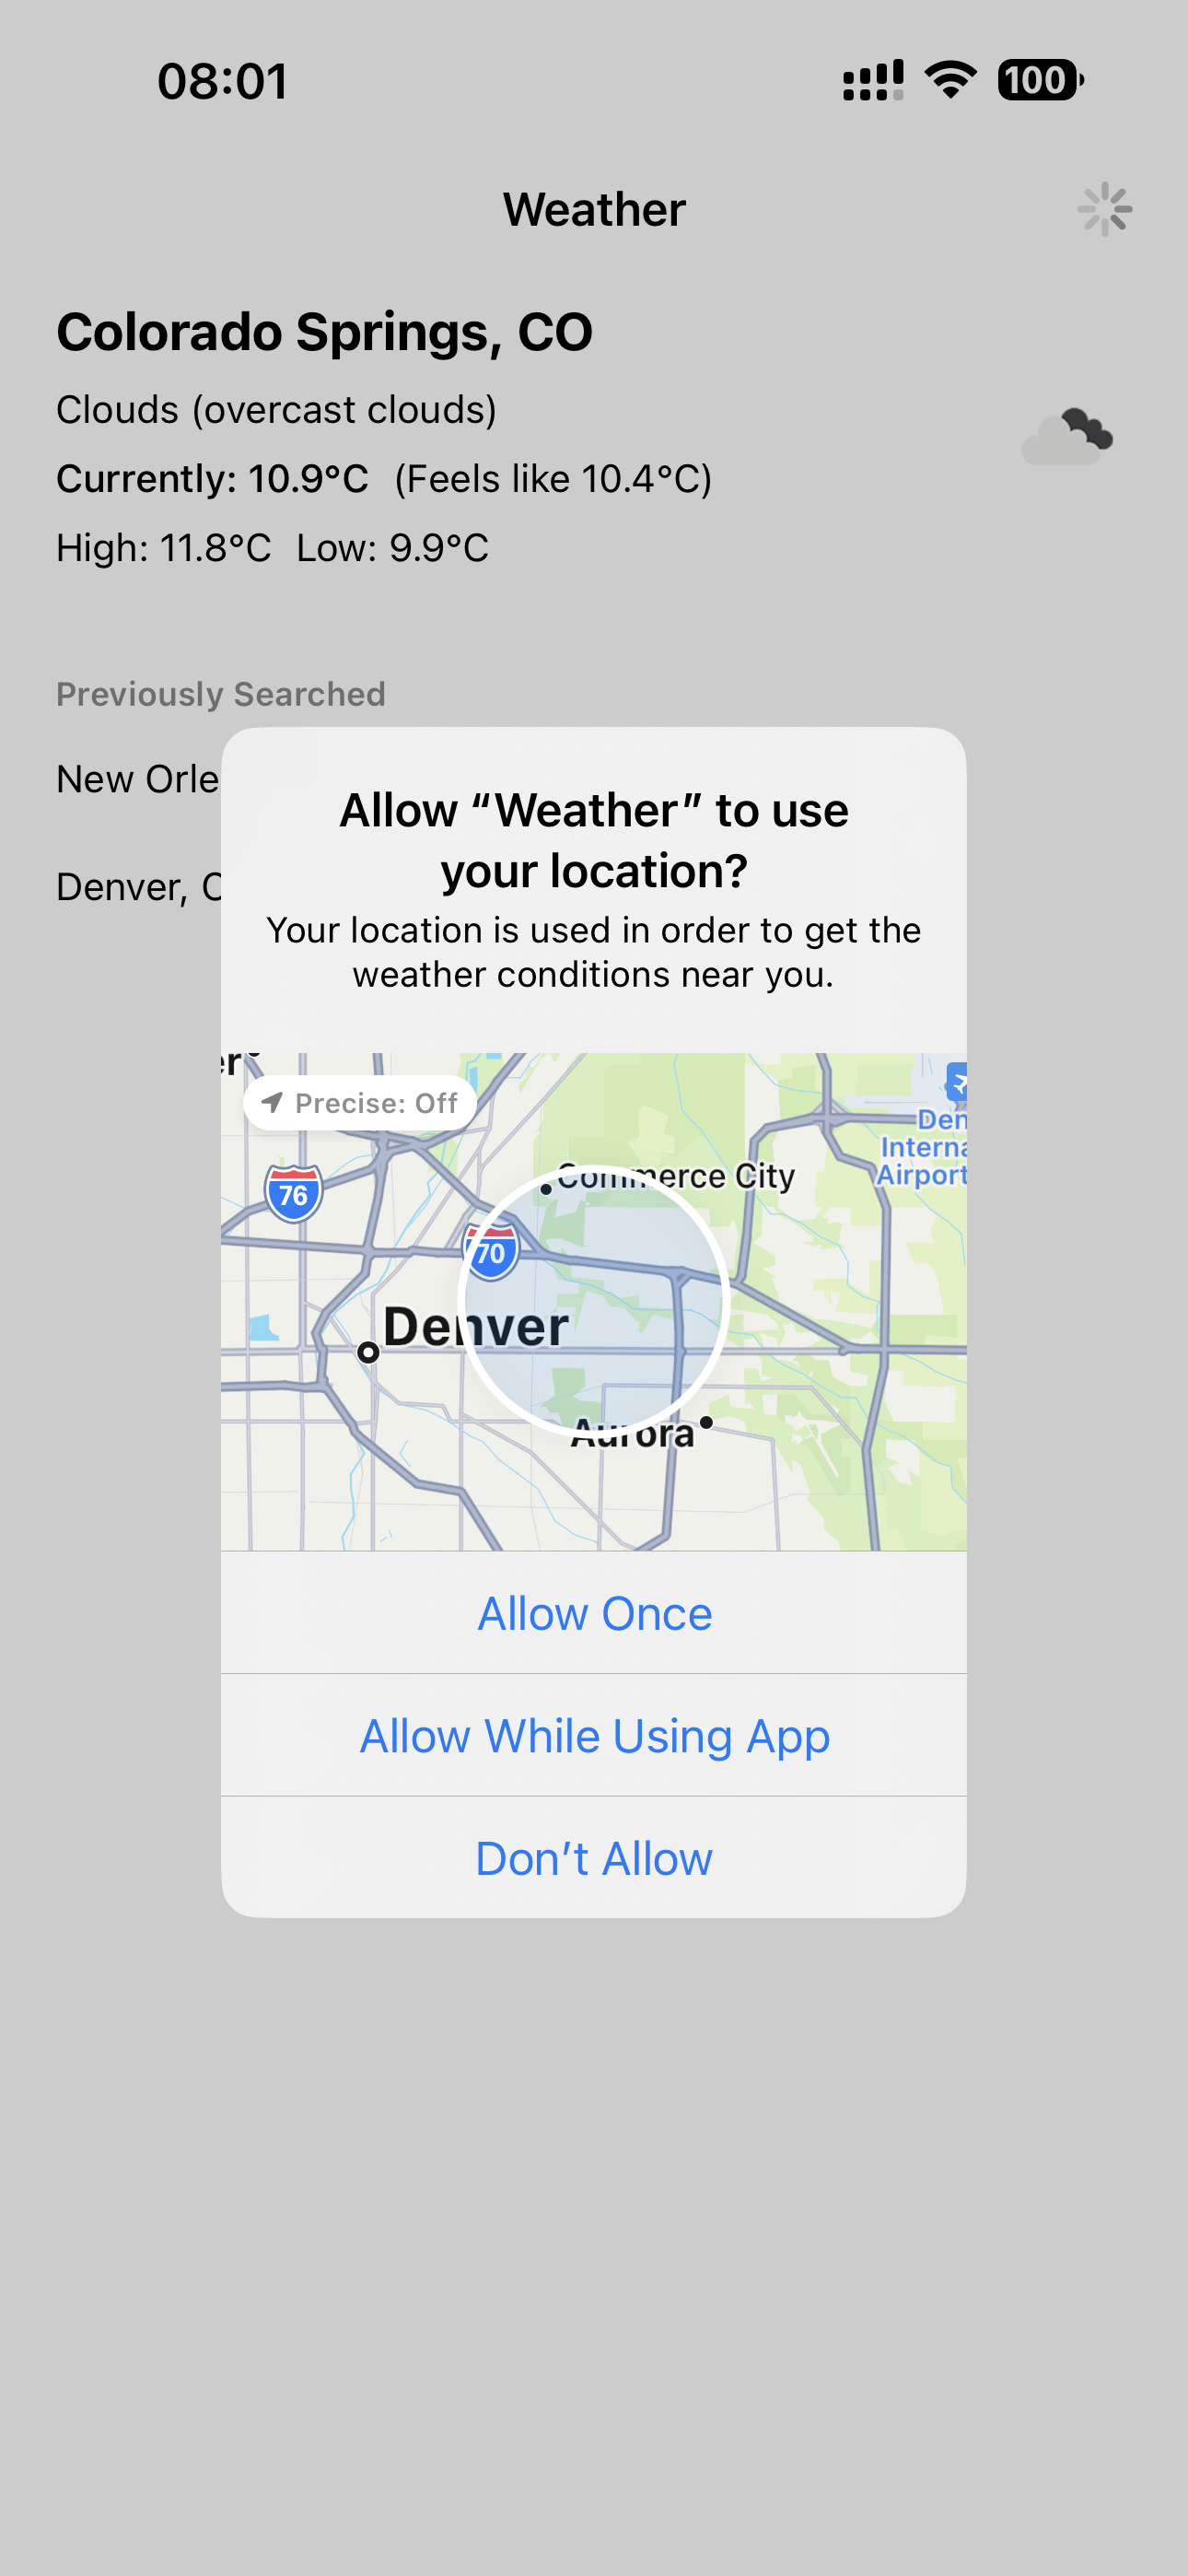 08:01
100
Weather
Colorado Springs, CO
Clouds (overcast clouds)
Currently: 10.9°C (Feels like 10.4°C)
High: 11.8°C Low: 9.9°C
Previously Searched
New Orle
Denver, C
Allow “Weather” to use
your location?
Your location is used in order to get the
weather conditions near you.
er
Precise: Off
Den
Interna
Airport
Commerce City
76
70
Denver
Aurora
Allow Once
Allow While Using App
Don’t Allow